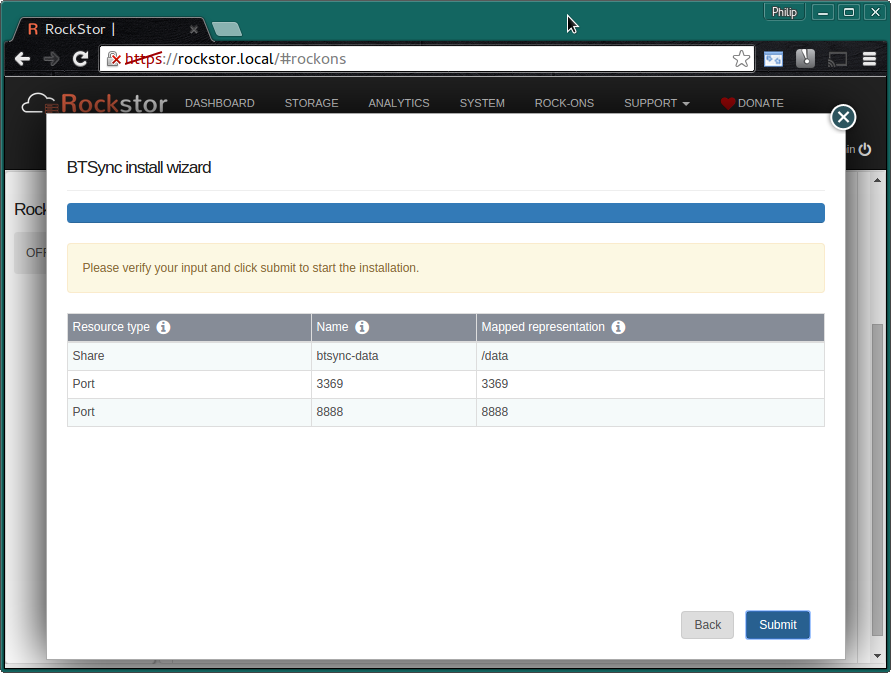 Philip
R RockStor |
https://rockstor.local/#rockons
Rockstor DASHBOARD STORAGE ANALYTICS SYSTEM ROCK-ONS SUPPORT DONATE
in
BTSync install wizard
Rock
OFF
Please verify your input and click submit to start the installation.
Resource type Name Mapped representation
Share btsync-data /data
Port 3369 3369
Port 8888 8888
Back Submit